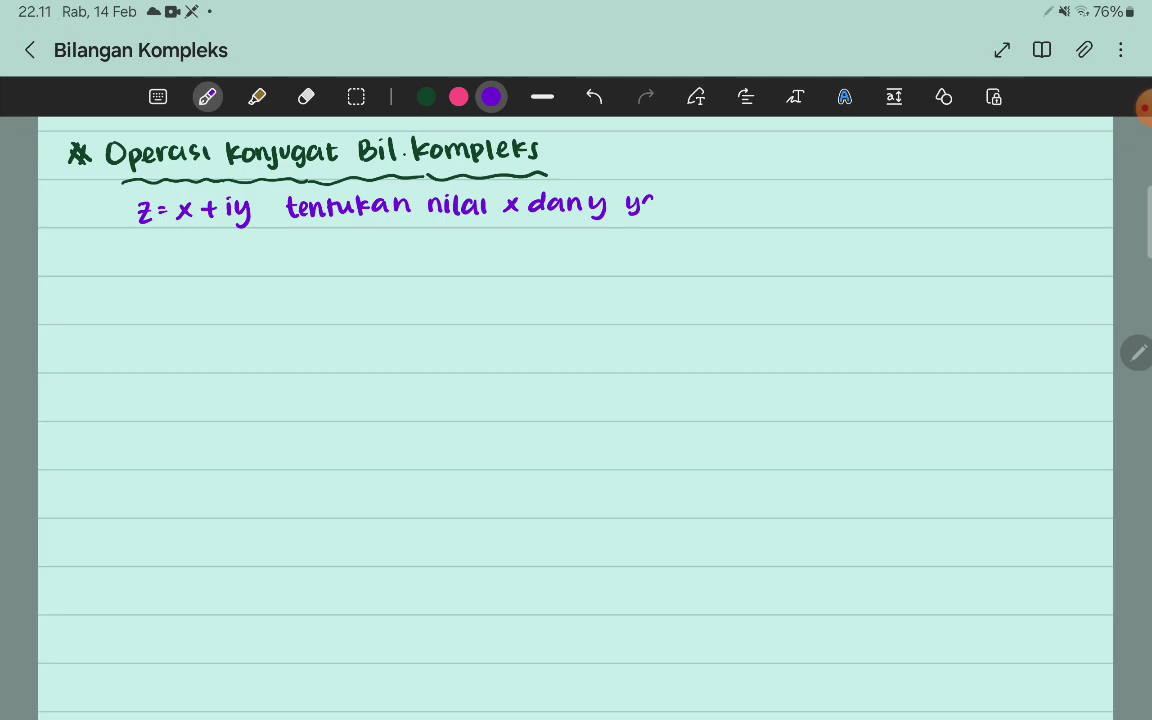 22.11 Rab, 14 Feb
76%
Bilangan Kompleks
Operasi Konjugat Bil. Kompleks
z = x + iy tentukan nilai x dan y